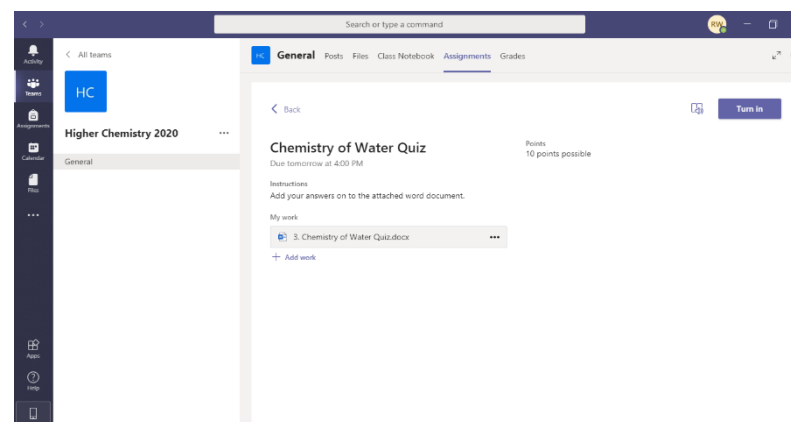 Search or type a command
RW
Activity
Teams
Assignments
Calendar
Files
Apps
Help
All teams
HC
Higher Chemistry 2020
General
HC General Posts Files Class Notebook Assignments Grades
Back
Turn in
Chemistry of Water Quiz
Due tomorrow at 4:00 PM
Points
10 points possible
Instructions
Add your answers on to the attached word document.
My work
3. Chemistry of Water Quiz.docx
+ Add work